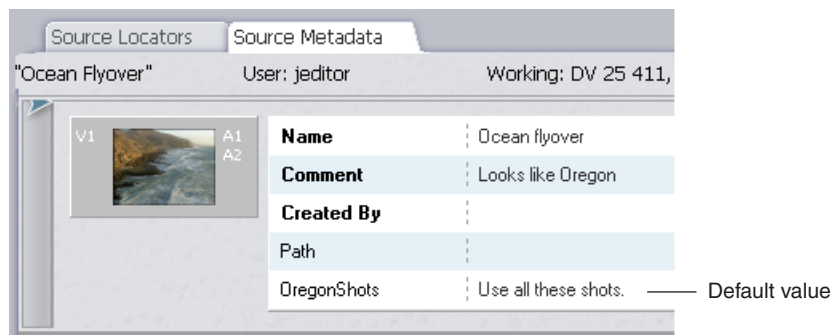 Source Locators Source Metadata
"Ocean Flyover" User: jeditor Working: DV 25 411,
V1 A1
A2
Name Ocean flyover
Comment Looks like Oregon
Created By
Path
OregonShots Use all these shots. Default value